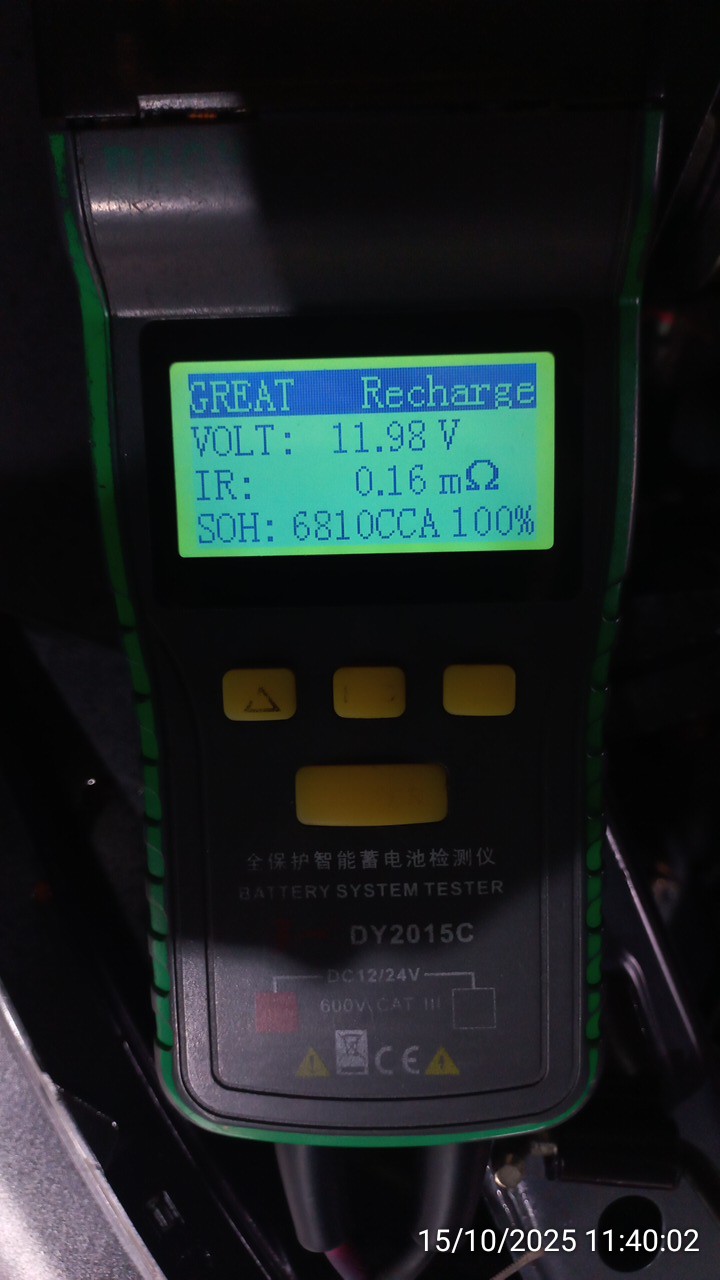 GREAT Recharge
VOLT: 11.98 V
IR: 0.16 mΩ
SOH: 6810CCA 100%
全保护智能蓄电池检测仪
BATTERY SYSTEM TESTER
DY2015C
DC12/24V
600V CAT III
CE
15/10/2025 11:40:02